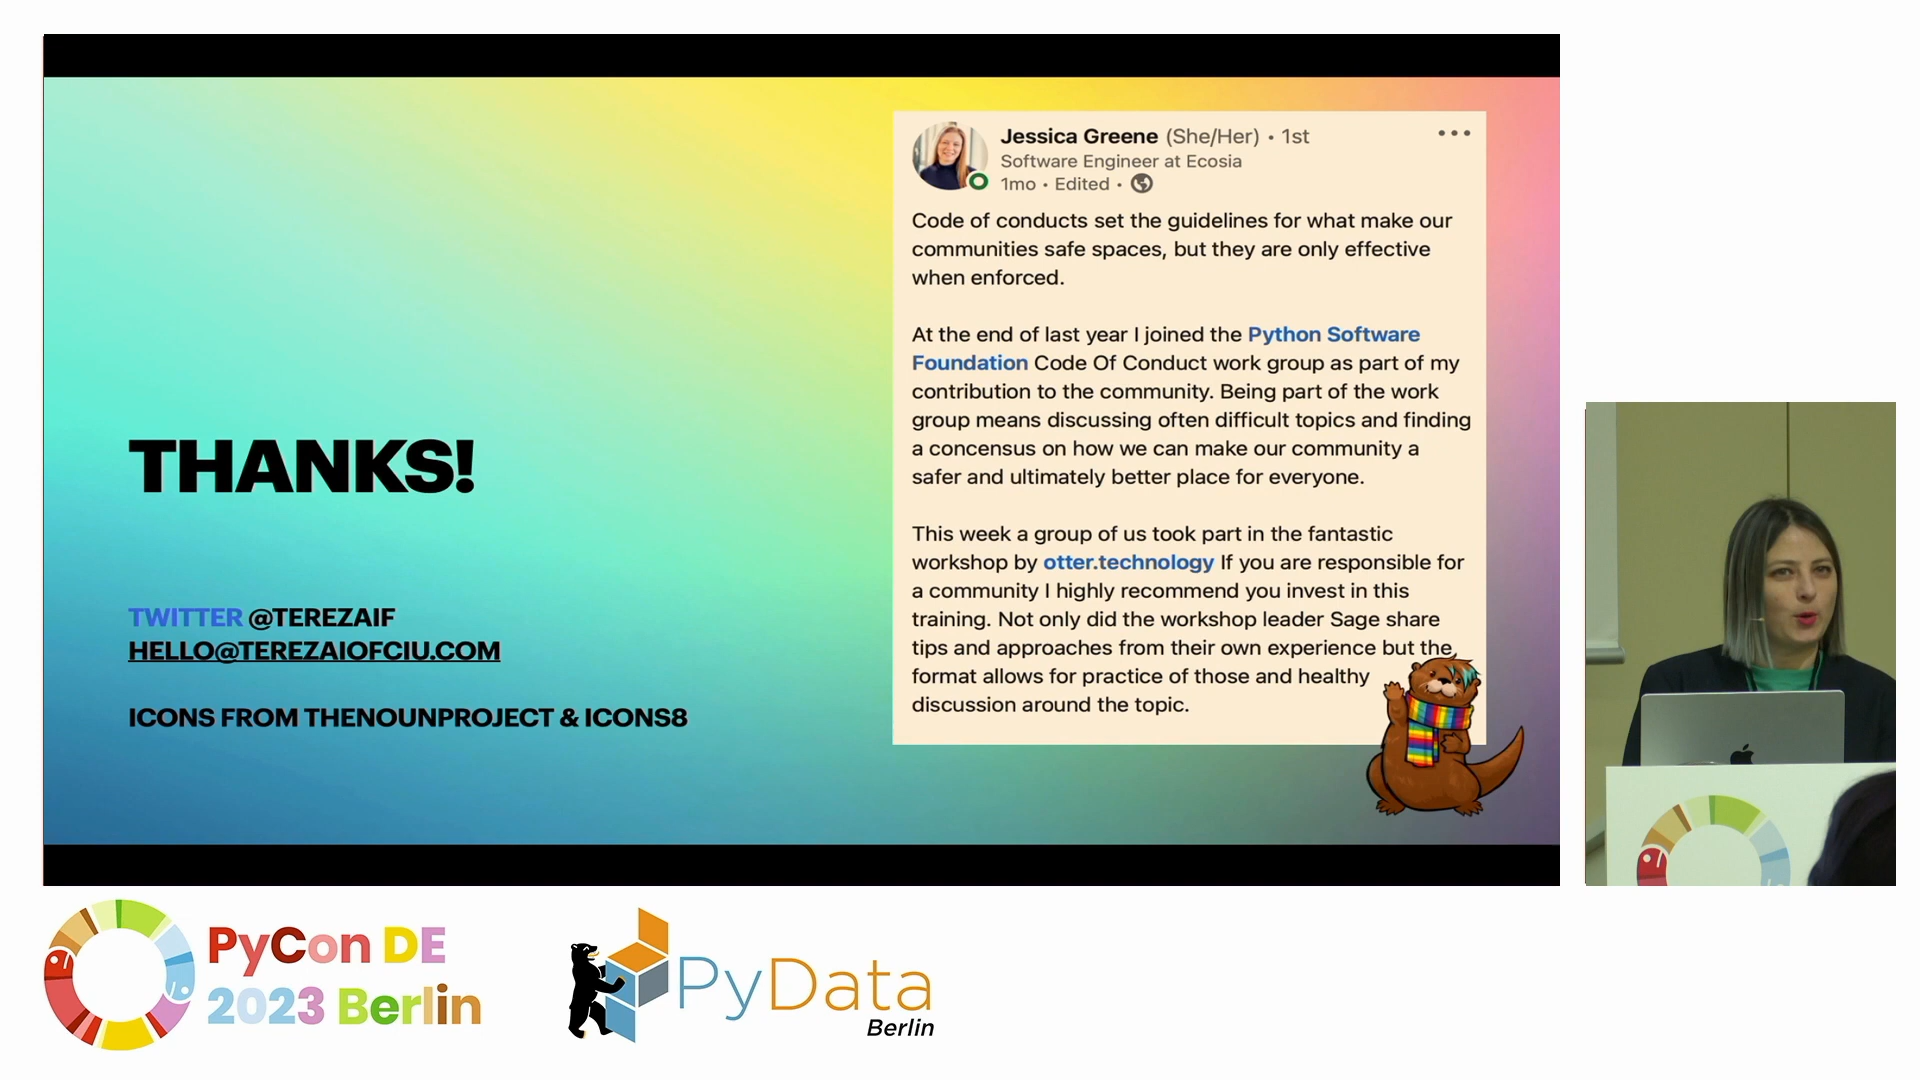 THANKS!
TWITTER @TEREZAIF
HELLO@TEREZAIOFCIU.COM
ICONS FROM THENOUNPROJECT & ICONS8
Jessica Greene (She/Her) • 1st
Software Engineer at Ecosia
1mo • Edited •
Code of conducts set the guidelines for what make our
communities safe spaces, but they are only effective
when enforced.
At the end of last year I joined the Python Software
Foundation Code Of Conduct work group as part of my
contribution to the community. Being part of the work
group means discussing often difficult topics and finding
a concensus on how we can make our community a
safer and ultimately better place for everyone.
This week a group of us took part in the fantastic
workshop by otter.technology If you are responsible for
a community I highly recommend you invest in this
training. Not only did the workshop leader Sage share
tips and approaches from their own experience but the
format allows for practice of those and healthy
discussion around the topic.
PyCon DE
2023 Berlin
PyData
Berlin